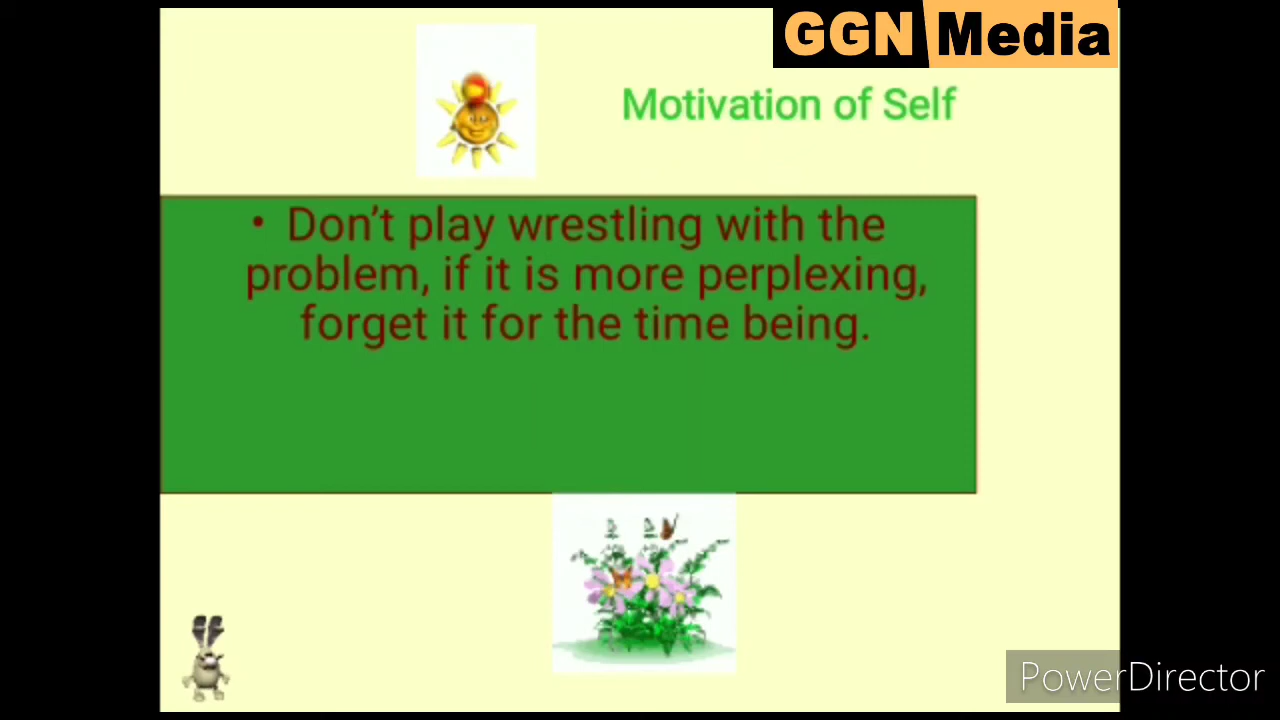 GGN Media
Motivation of Self
• Don't play wrestling with the
problem, if it is more perplexing,
forget it for the time being.
PowerDirector